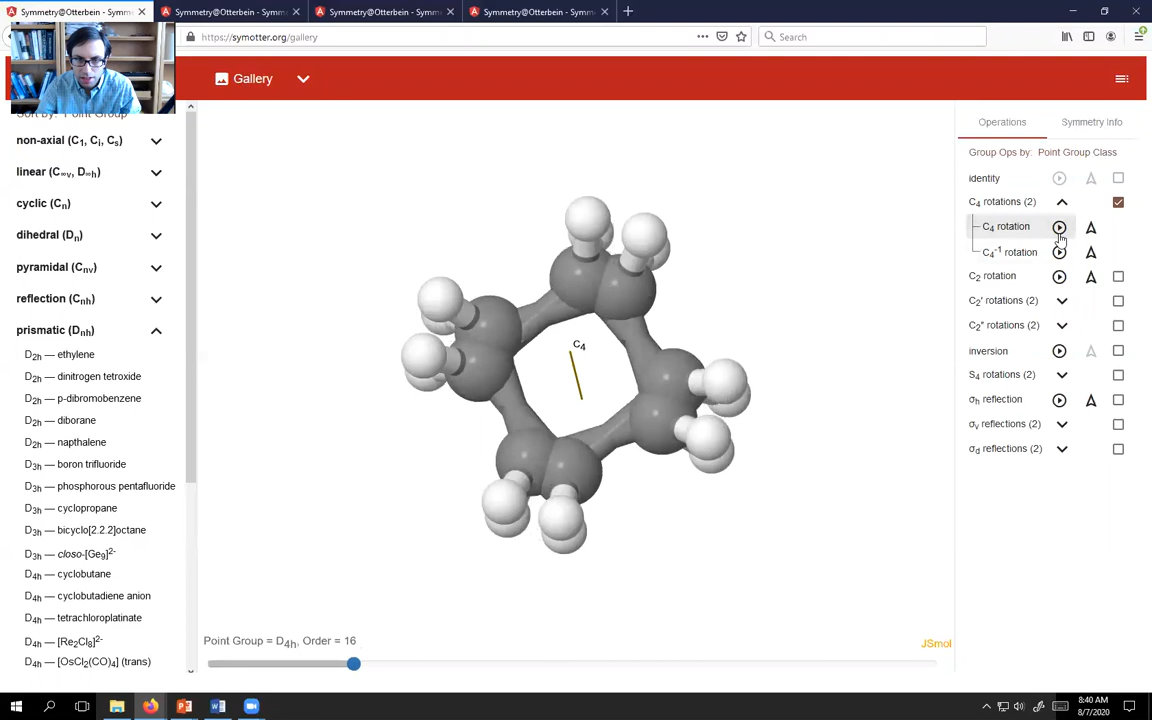 Symmetry@Otterbein - Symm
Symmetry@Otterbein - Symm
Symmetry@Otterbein - Symm
Symmetry@Otterbein - Symm
https://symotter.org/gallery
Search
Gallery
Sort by: Point Group
non-axial (C1, Ci, Cs)
linear (C∞v, D∞h)
cyclic (Cn)
dihedral (Dn)
pyramidal (Cnv)
reflection (Cnh)
prismatic (Dnh)
D2h — ethylene
D2h — dinitrogen tetroxide
D2h — p-dibromobenzene
D2h — diborane
D2h — napthalene
D3h — boron trifluoride
D3h — phosphorous pentafluoride
D3h — cyclopropane
D3h — bicyclo[2.2.2]octane
D3h — closo-[Ge9]2-
D4h — cyclobutane
D4h — cyclobutadiene anion
D4h — tetrachloroplatinate
D4h — [Re2Cl8]2-
D4h — [OsCl2(CO)4] (trans)
C4
Point Group = D4h, Order = 16
JSmol
Operations
Symmetry Info
Group Ops by: Point Group Class
identity
C4 rotations (2)
C4 rotation
C4-1 rotation
C2 rotation
C2' rotations (2)
C2" rotations (2)
inversion
S4 rotations (2)
σh reflection
σv reflections (2)
σd reflections (2)
8:40 AM
8/7/2020